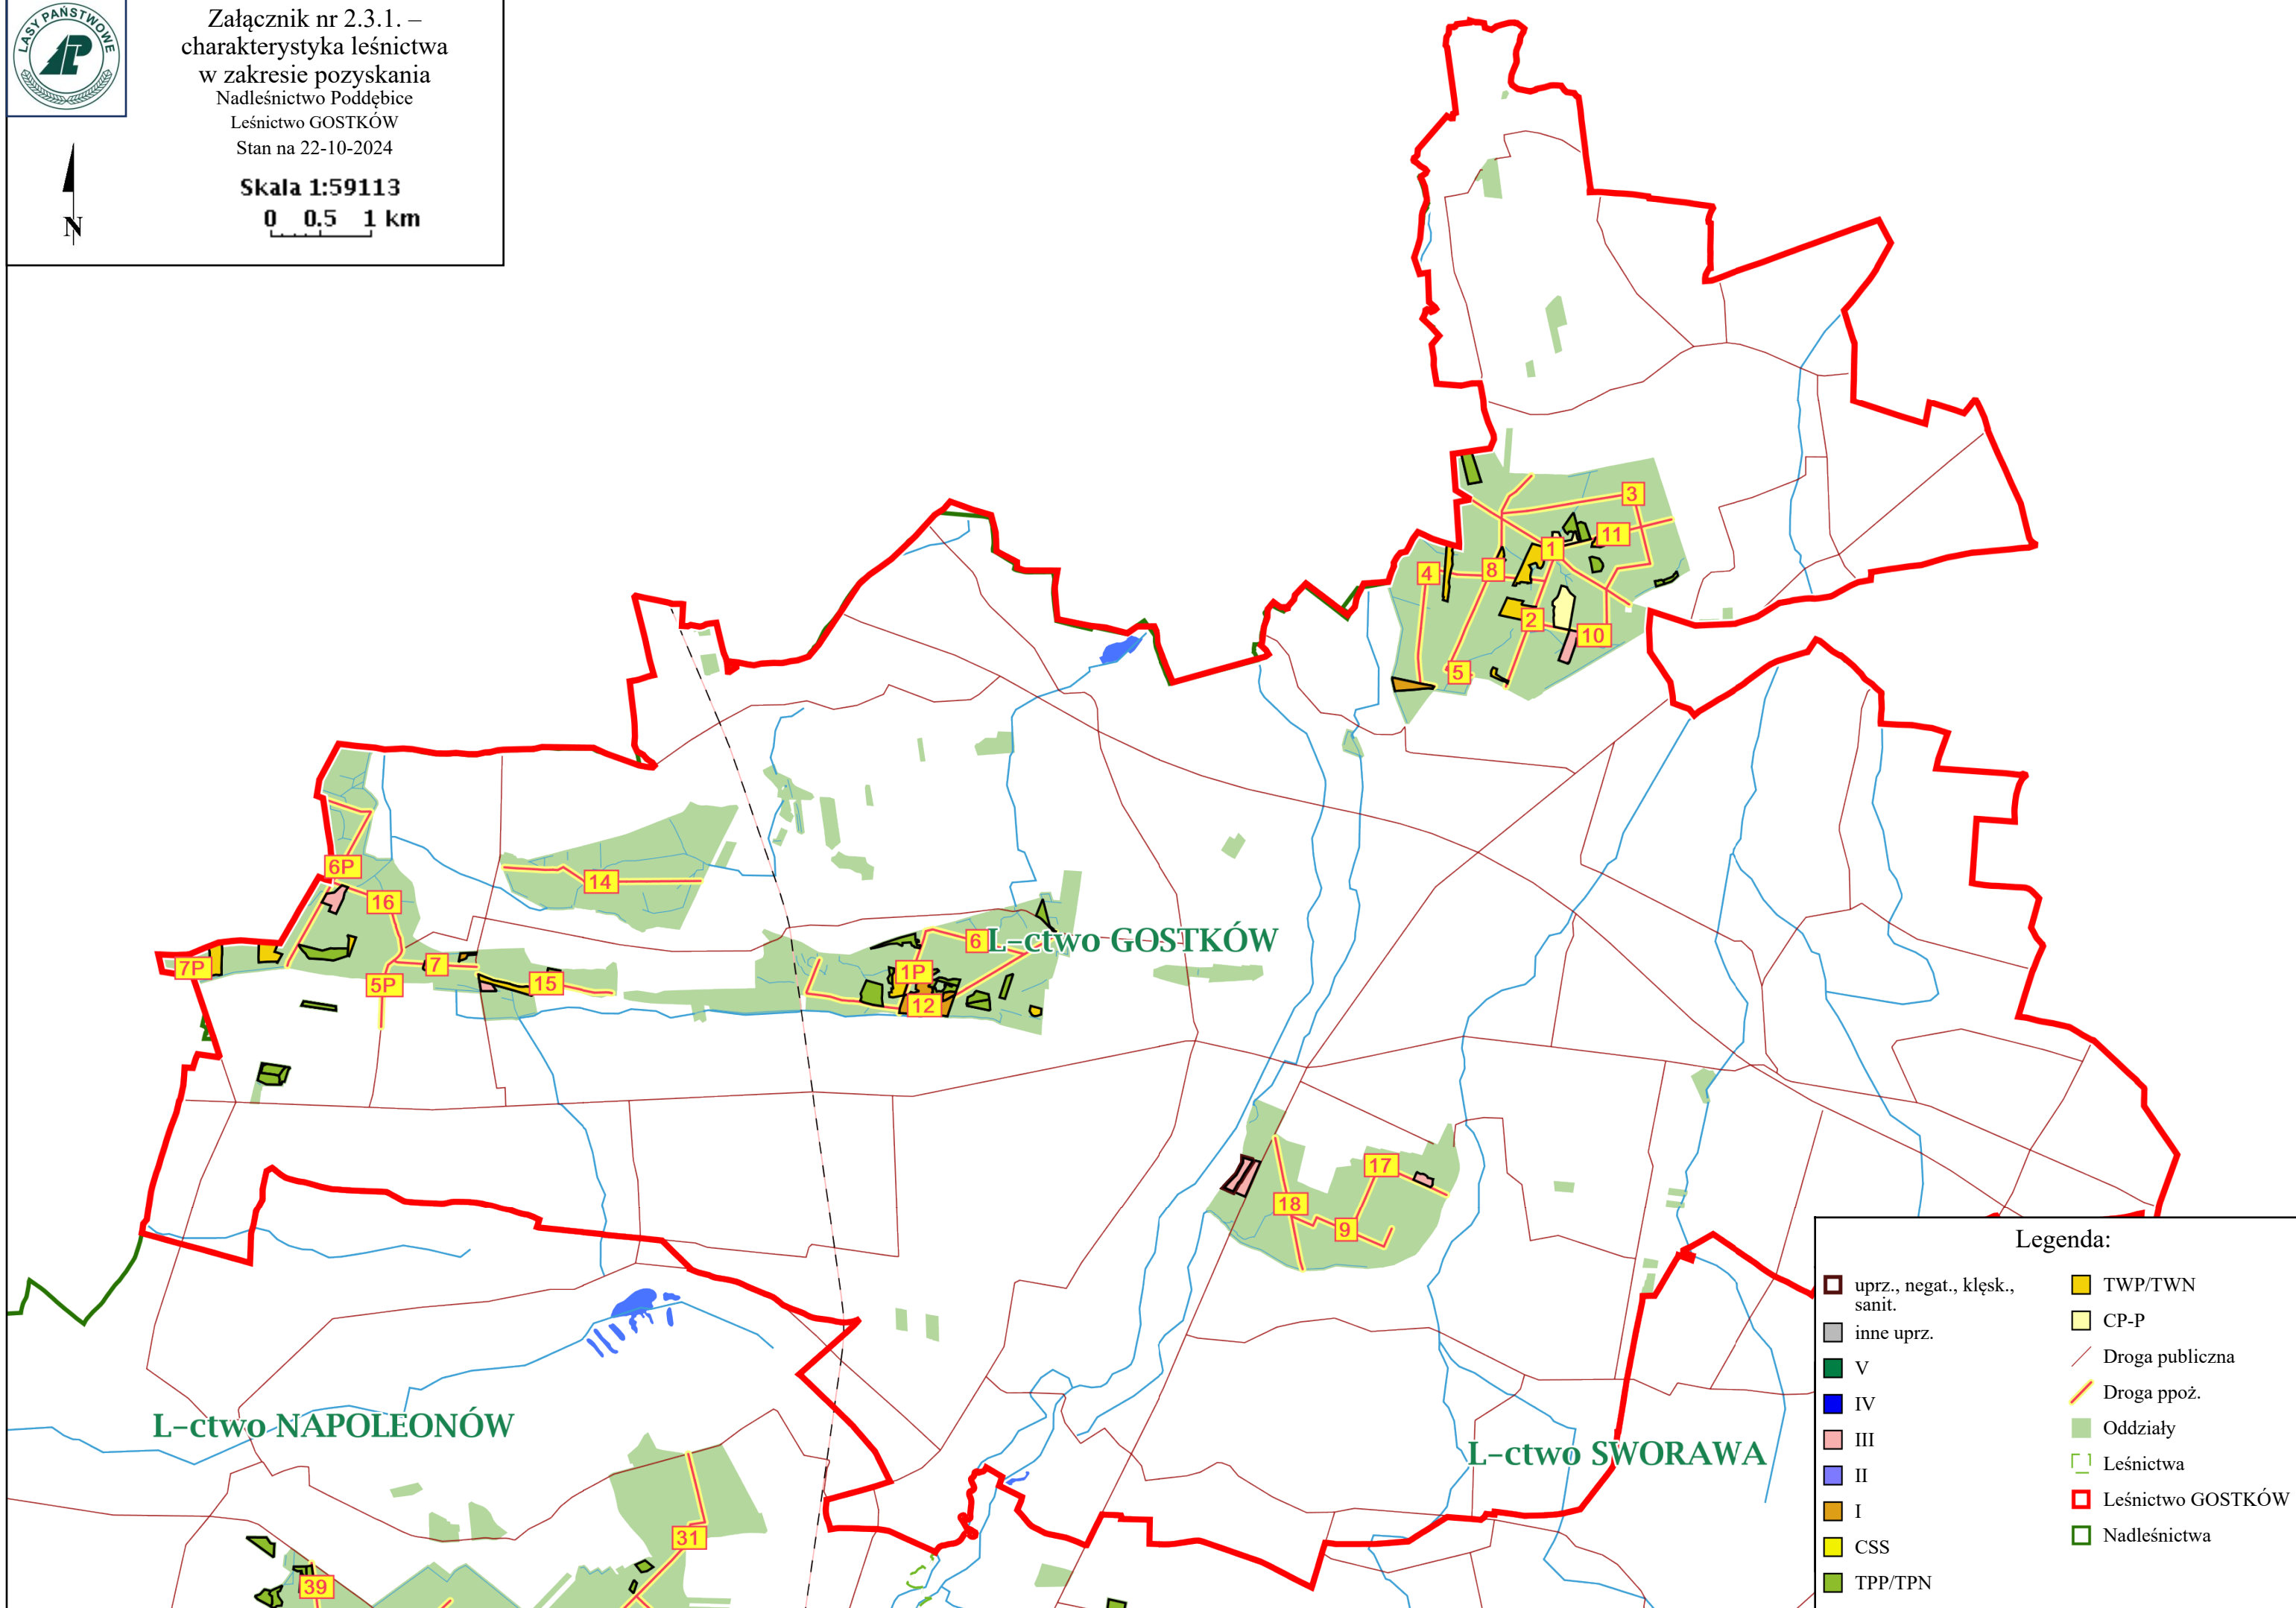 LASY PAŃSTWOWE
Załącznik nr 2.3.1. –
charakterystyka leśnictwa
w zakresie pozyskania
Nadleśnictwo Poddębice
Leśnictwo GOSTKÓW
Stan na 22-10-2024
Skala 1:59113
0 0.5 1 km
N
3
11
1
4
8
2
10
5
6P
14
16
6
L-ctwo GOSTKÓW
7P
7
1P
5P
15
12
17
18
9
L-ctwo NAPOLEONÓW
L-ctwo SWORAWA
31
39
Legenda:
uprz., negat., klęsk.,
sanit.
inne uprz.
V
IV
III
II
I
CSS
TPP/TPN
TWP/TWN
CP-P
Droga publiczna
Droga ppoż.
Oddziały
Leśnictwa
Leśnictwo GOSTKÓW
Nadleśnictwa